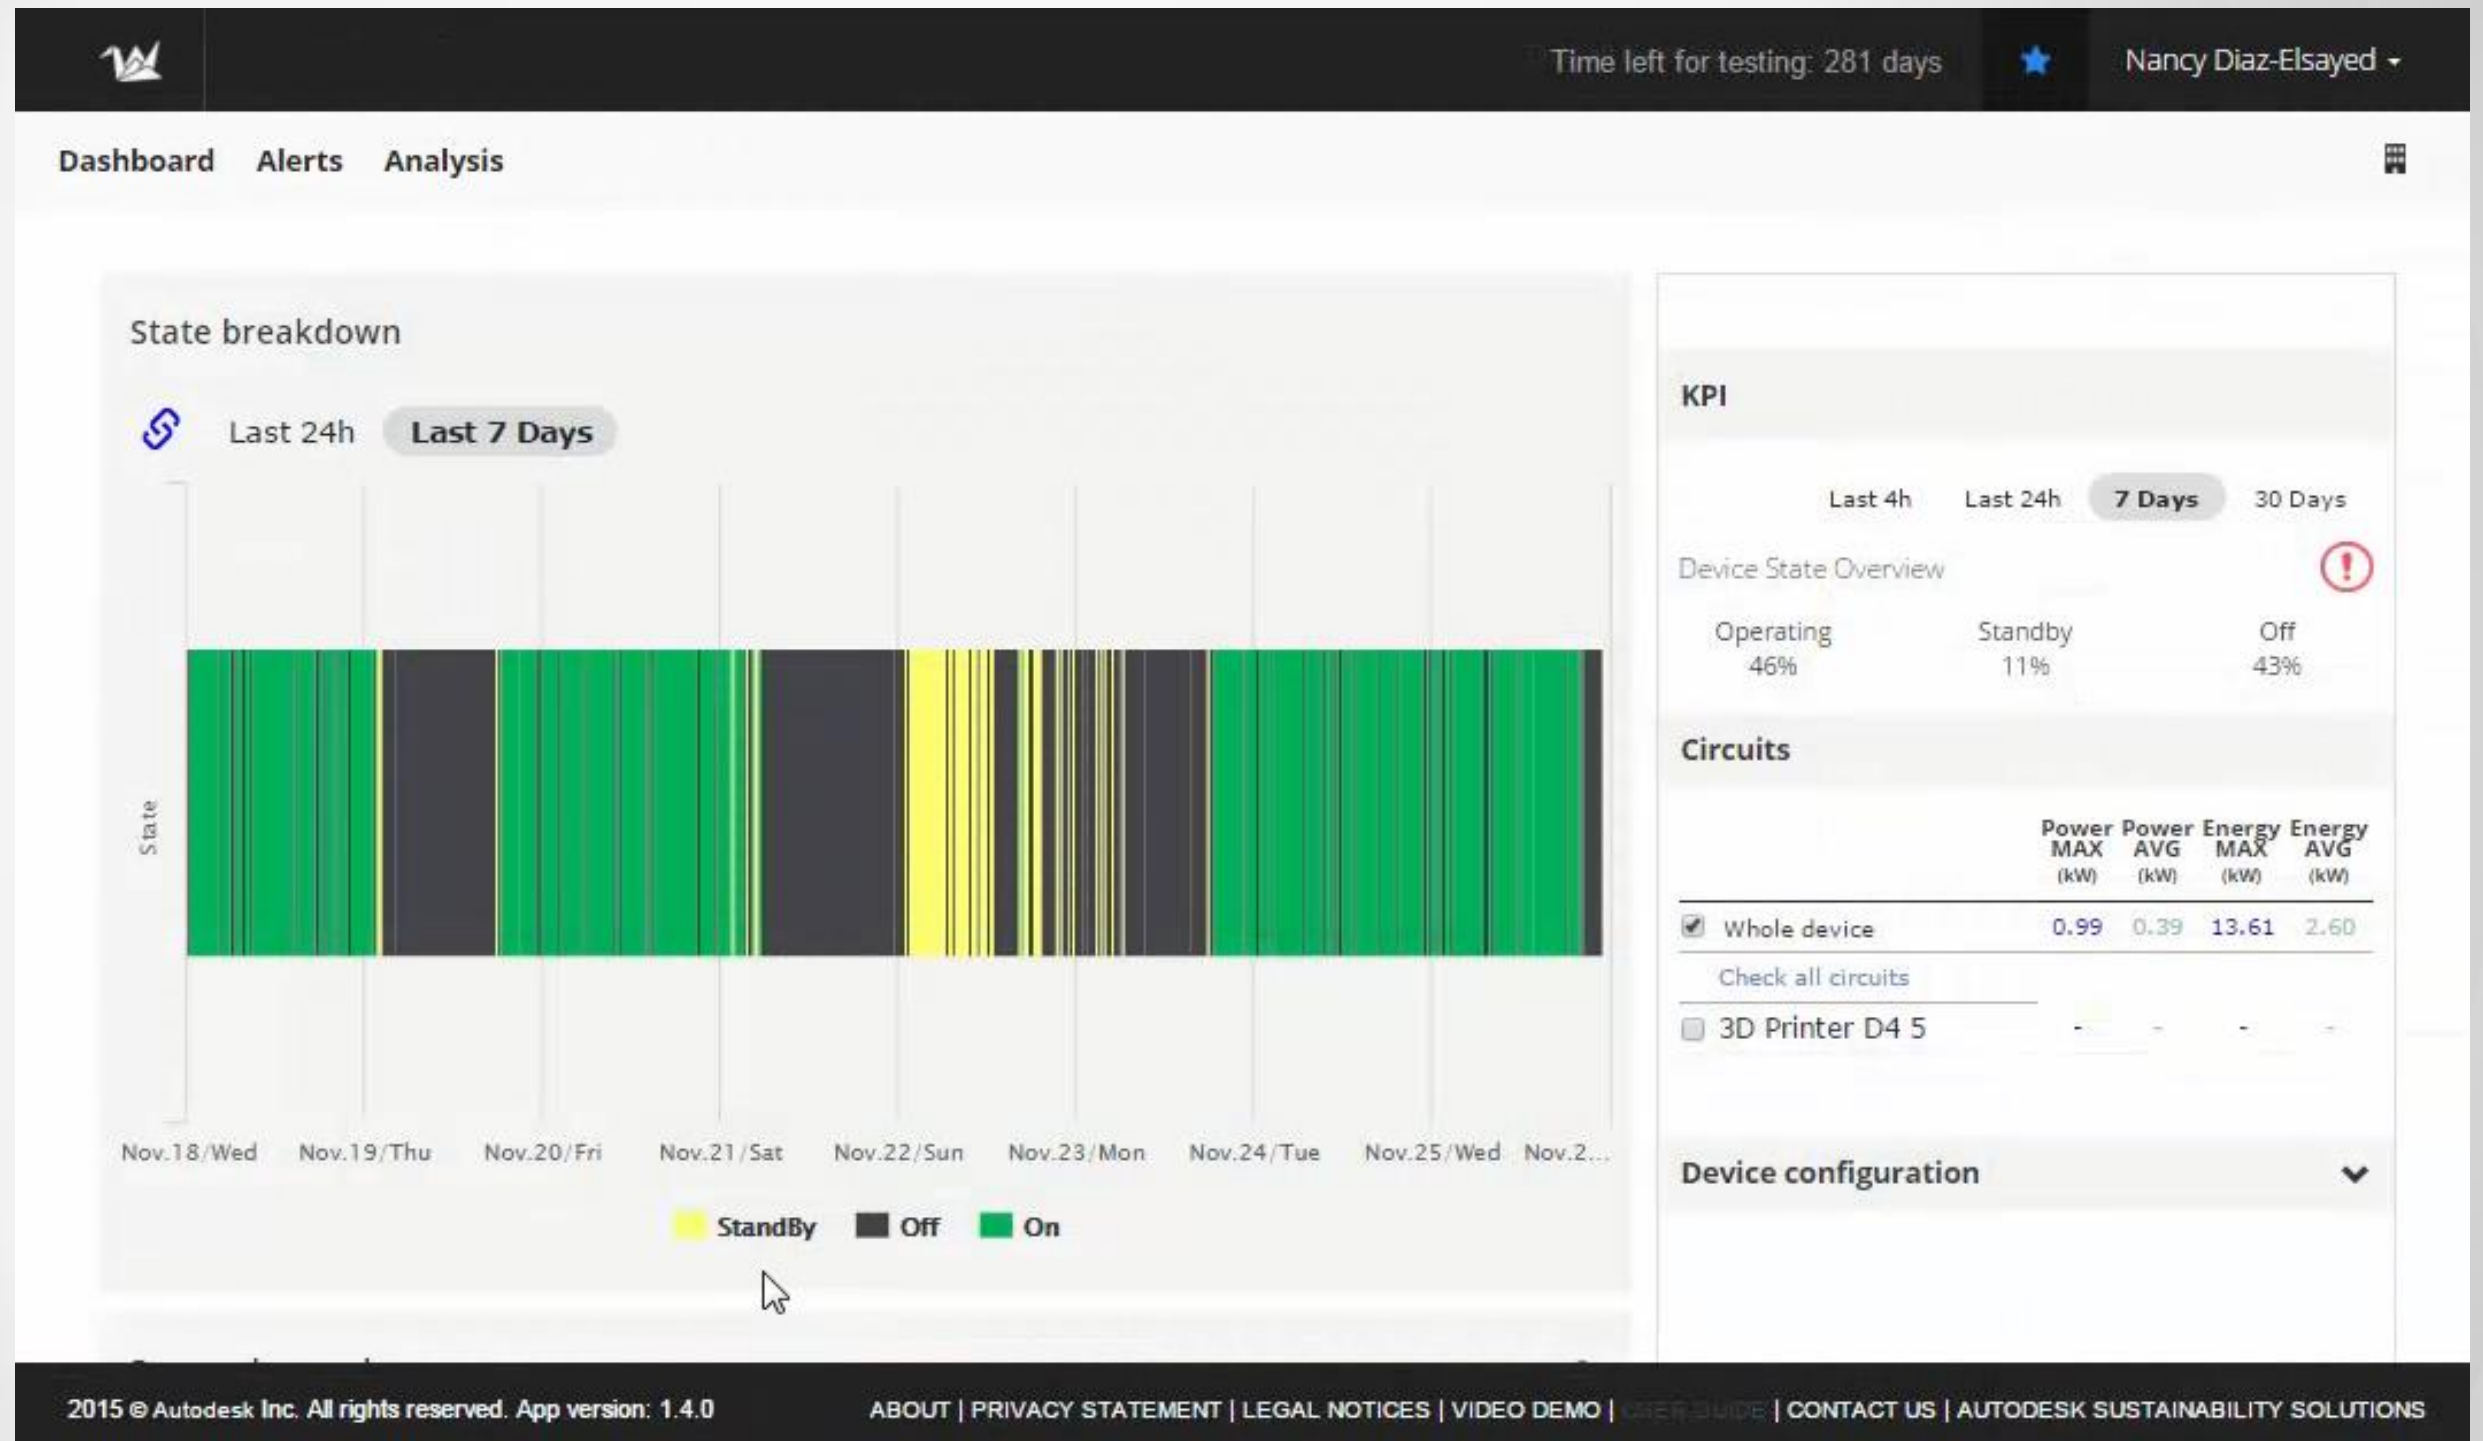 Time left for testing: 281 days
Nancy Diaz-Elsayed
Dashboard Alerts Analysis
State breakdown
Last 24h Last 7 Days
State
Nov.18/Wed Nov.19/Thu Nov.20/Fri Nov.21/Sat Nov.22/Sun Nov.23/Mon Nov.24/Tue Nov.25/Wed Nov.2...
StandBy Off On
KPI
Last 4h Last 24h 7 Days 30 Days
Device State Overview
Operating Standby Off
46% 11% 43%
Circuits
Power Power Energy Energy
MAX AVG MAX AVG
(kW) (kW) (kW) (kW)
Whole device 0.99 0.39 13.61 2.60
Check all circuits
3D Printer D4 5 - - - -
Device configuration
2015 © Autodesk Inc. All rights reserved. App version: 1.4.0
ABOUT | PRIVACY STATEMENT | LEGAL NOTICES | VIDEO DEMO | USER GUIDE | CONTACT US | AUTODESK SUSTAINABILITY SOLUTIONS